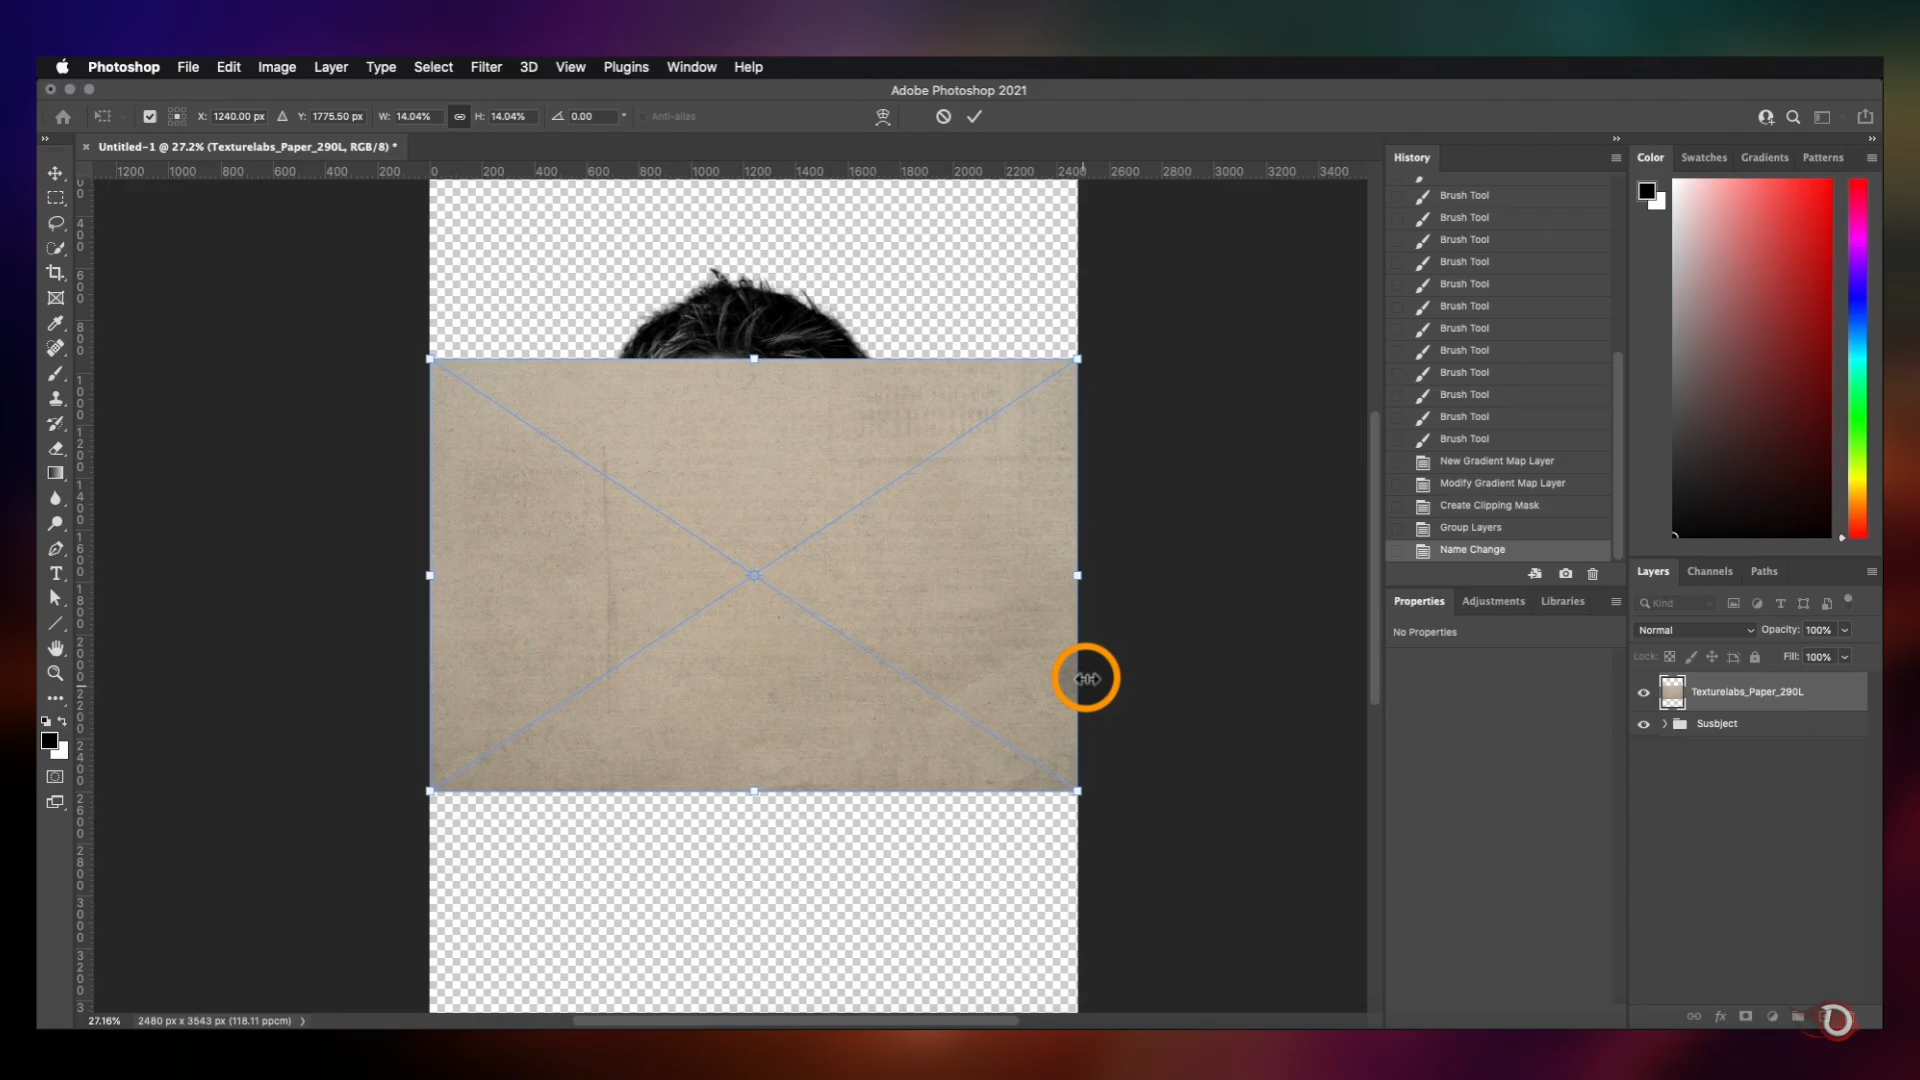 Photoshop File Edit Image Layer Type Select Filter 3D View Plugins Window Help
Adobe Photoshop 2021
X: 1240.00 px Y: 1775.50 px W: 14.04% H: 14.04% 0.00 ° Anti-alias
× Untitled-1 @ 27.2% (Texturelabs_Paper_290L, RGB/8) *
1200 1000 800 600 400 200 0 200 400 600 800 1000 1200 1400 1600 1800 2000 2200 2400 2600 2800 3000 3200 3400
History
Brush Tool
Brush Tool
Brush Tool
Brush Tool
Brush Tool
Brush Tool
Brush Tool
Brush Tool
Brush Tool
Brush Tool
Brush Tool
Brush Tool
New Gradient Map Layer
Modify Gradient Map Layer
Create Clipping Mask
Group Layers
Name Change
Properties Adjustments Libraries
No Properties
Color Swatches Gradients Patterns
Layers Channels Paths
Kind
Normal Opacity: 100%
Lock: Fill: 100%
Texturelabs_Paper_290L
Susbject
fx
27.16% 2480 px x 3543 px (118.11 ppcm)